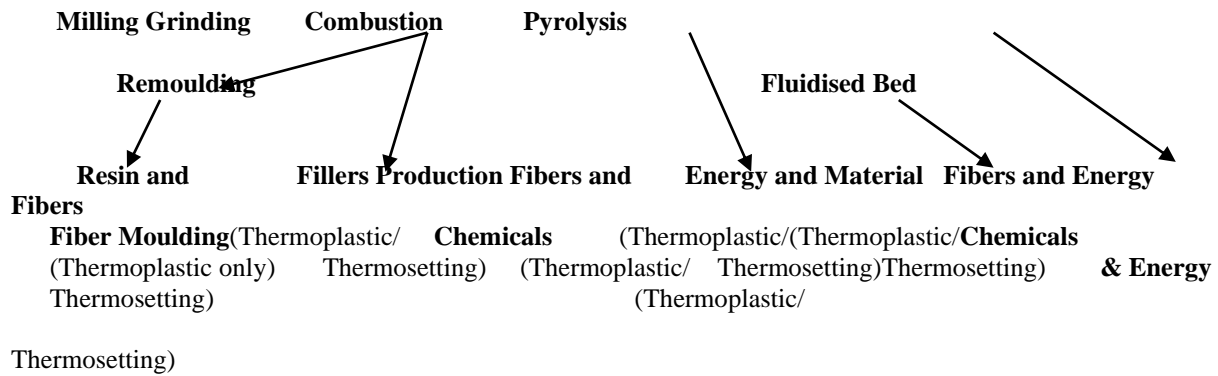 Milling Grinding Combustion Pyrolysis
Remoulding Fluidised Bed
Resin and Fillers Production Fibers and Energy and Material Fibers and Energy
Fibers
Fiber Moulding(Thermoplastic/ Chemicals (Thermoplastic/(Thermoplastic/Chemicals
(Thermoplastic only) Thermosetting) (Thermoplastic/ Thermosetting)Thermosetting) & Energy
Thermosetting) (Thermoplastic/
Thermosetting)